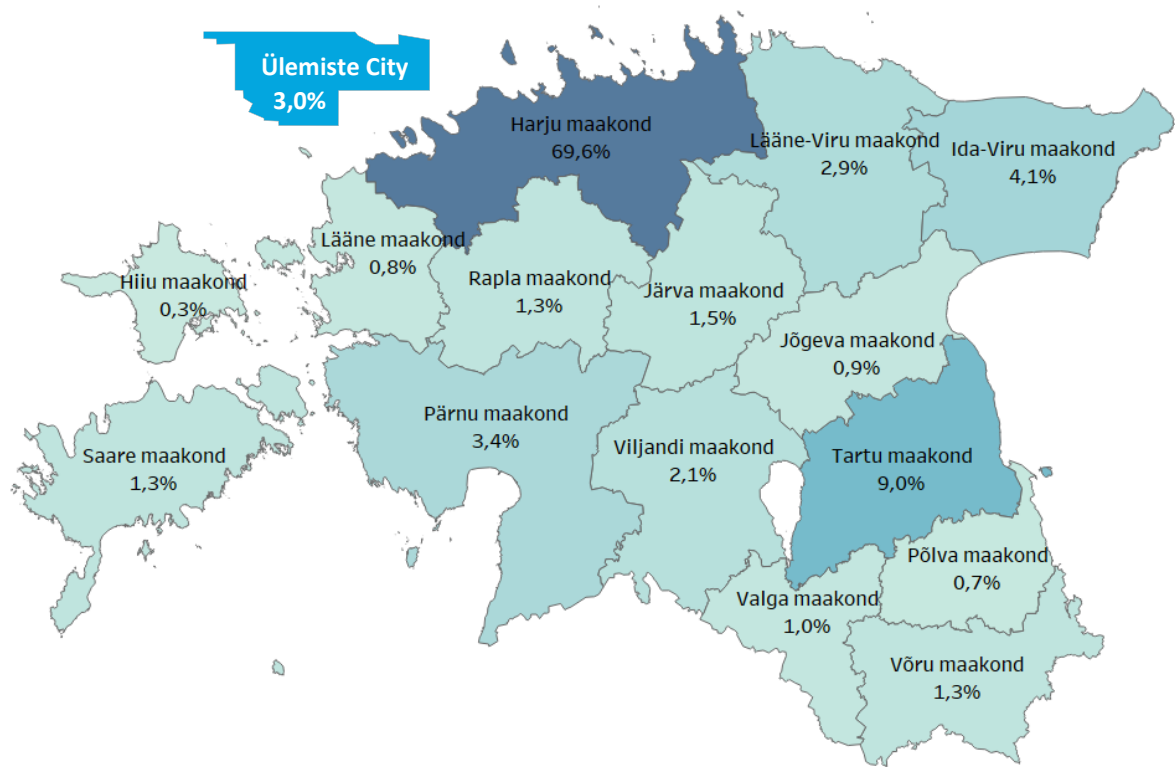 Ülemiste City
3,0%
Harju maakond
69,6%
Lääne-Viru maakond
2,9%
Ida-Viru maakond
4,1%
Lääne maakond
0,8%
Hiiu maakond
0,3%
Rapla maakond
1,3%
Järva maakond
1,5%
Jõgeva maakond
0,9%
Pärnu maakond
3,4%
Viljandi maakond
2,1%
Saare maakond
1,3%
Tartu maakond
9,0%
Põlva maakond
0,7%
Valga maakond
1,0%
Võru maakond
1,3%